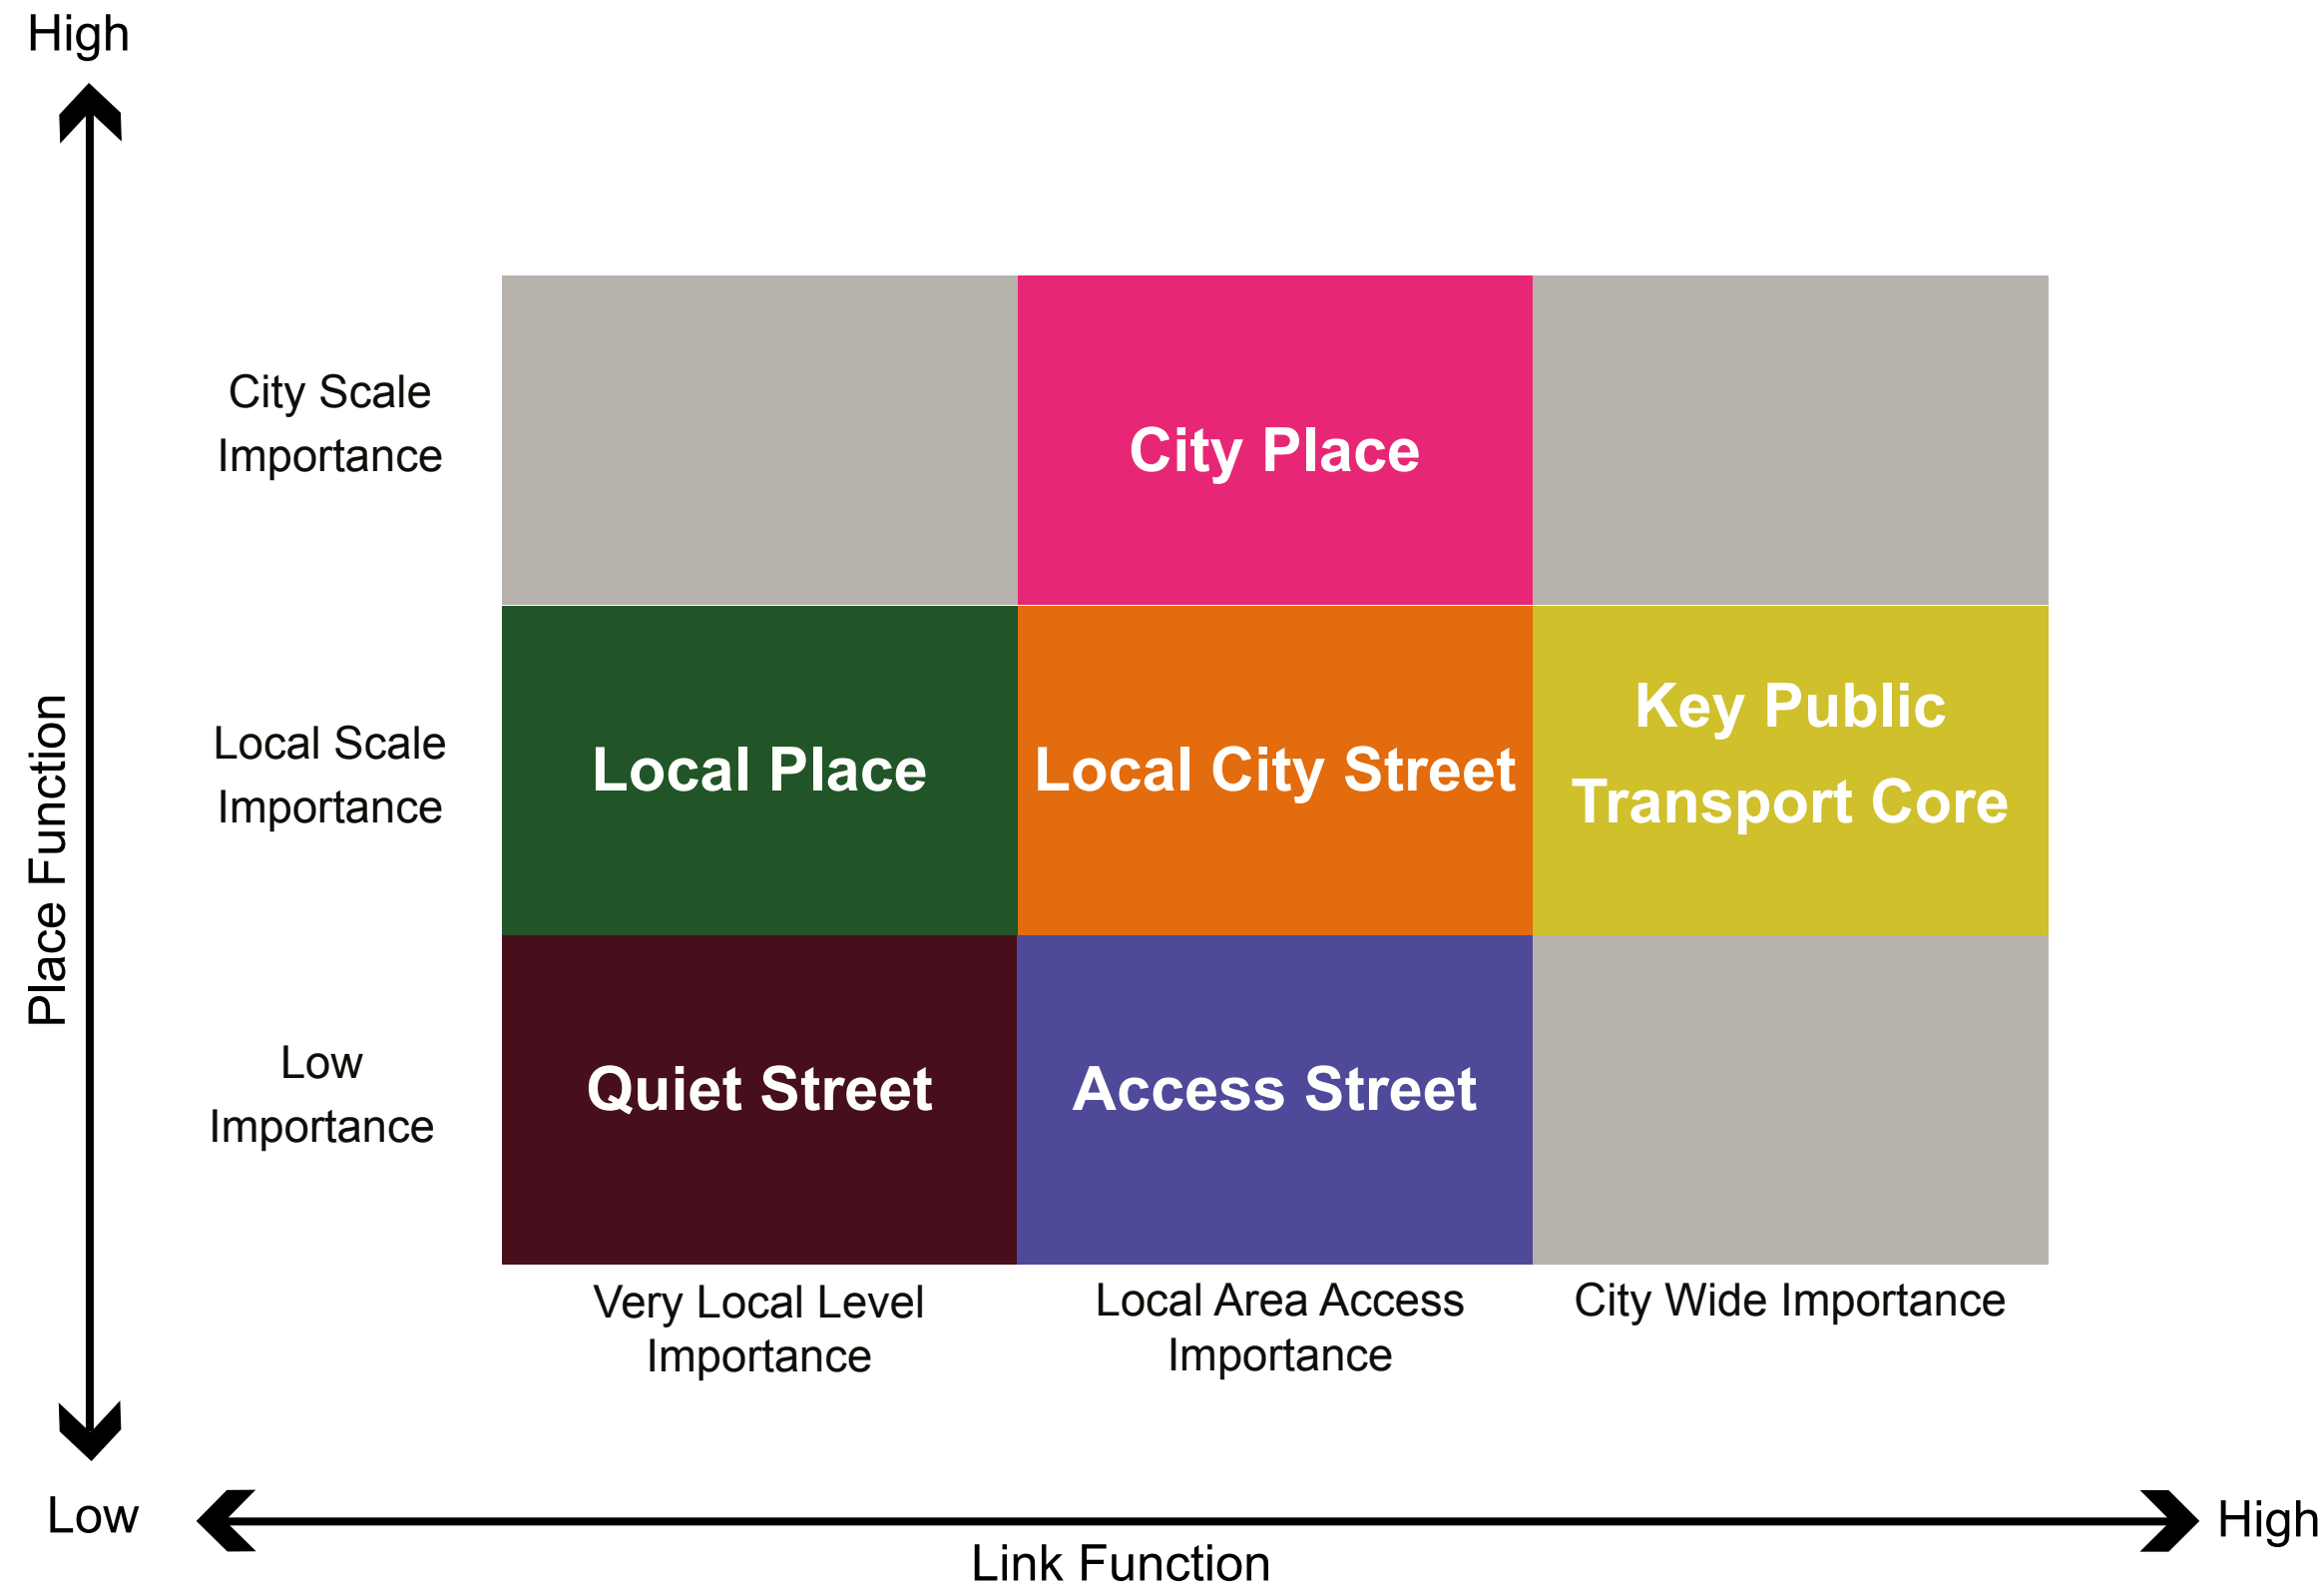 High
City Scale
Importance
City Place
Place Function
Local Scale
Importance
Local Place
Local City Street
Key Public
Transport Core
Low
Importance
Quiet Street
Access Street
Very Local Level
Importance
Local Area Access
Importance
City Wide Importance
Low
High
Link Function